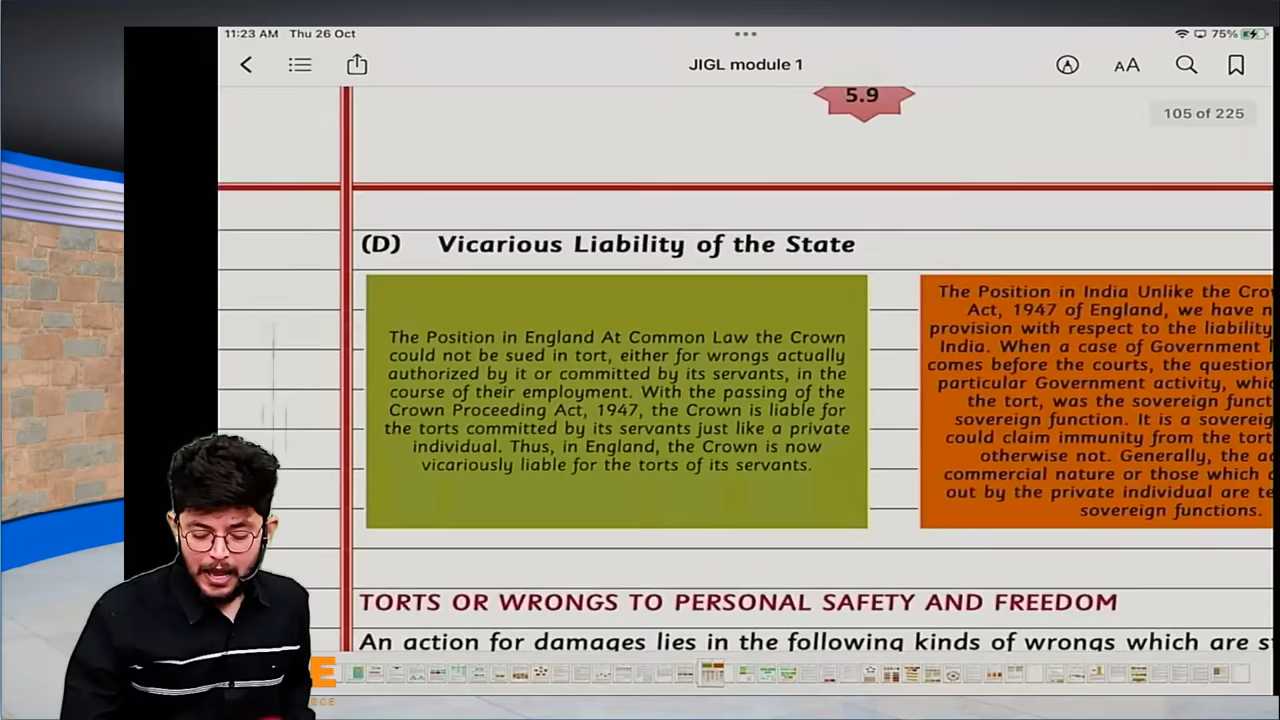 11:23 AM Thu 26 Oct
75%
JIGL module 1
AA
5.9
105 of 225
(D) Vicarious Liability of the State
The Position in England At Common Law the Crown
could not be sued in tort, either for wrongs actually
authorized by it or committed by its servants, in the
course of their employment. With the passing of the
Crown Proceeding Act, 1947, the Crown is liable for
the torts committed by its servants just like a private
individual. Thus, in England, the Crown is now
vicariously liable for the torts of its servants.
The Position in India Unlike the Cro
Act, 1947 of England, we have n
provision with respect to the liability
India. When a case of Government l
comes before the courts, the question
particular Government activity, whic
the tort, was the sovereign funct
sovereign function. It is a sovereig
could claim immunity from the tort
otherwise not. Generally, the ac
commercial nature or those which c
out by the private individual are te
sovereign functions.
TORTS OR WRONGS TO PERSONAL SAFETY AND FREEDOM
An action for damages lies in the following kinds of wrongs which are s
E